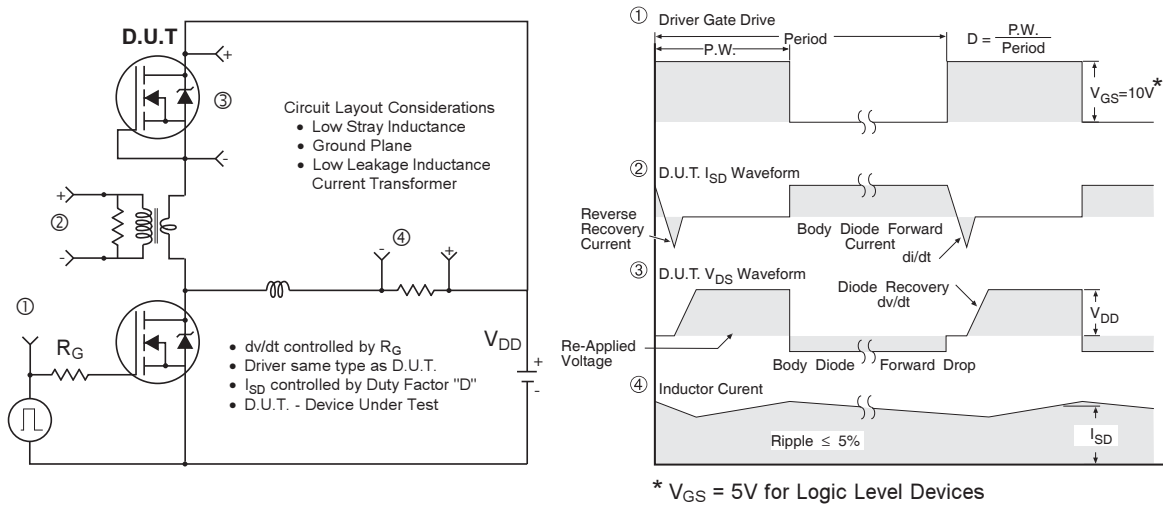 D.U.T
+
③
-
Circuit Layout Considerations
• Low Stray Inductance
• Ground Plane
• Low Leakage Inductance
Current Transformer
+
②
-
④
-
+
①
R_G
• dv/dt controlled by R_G
• Driver same type as D.U.T.
• I_SD controlled by Duty Factor "D"
• D.U.T. - Device Under Test
V_DD
+
-
① Driver Gate Drive
P.W.
Period
D = P.W. / Period
V_GS=10V *
② D.U.T. I_SD Waveform
Reverse
Recovery
Current
Body Diode Forward
Current
di/dt
③ D.U.T. V_DS Waveform
Diode Recovery
dv/dt
V_DD
Re-Applied
Voltage
Body Diode Forward Drop
④ Inductor Curent
Ripple ≤ 5%
I_SD
* V_GS = 5V for Logic Level Devices